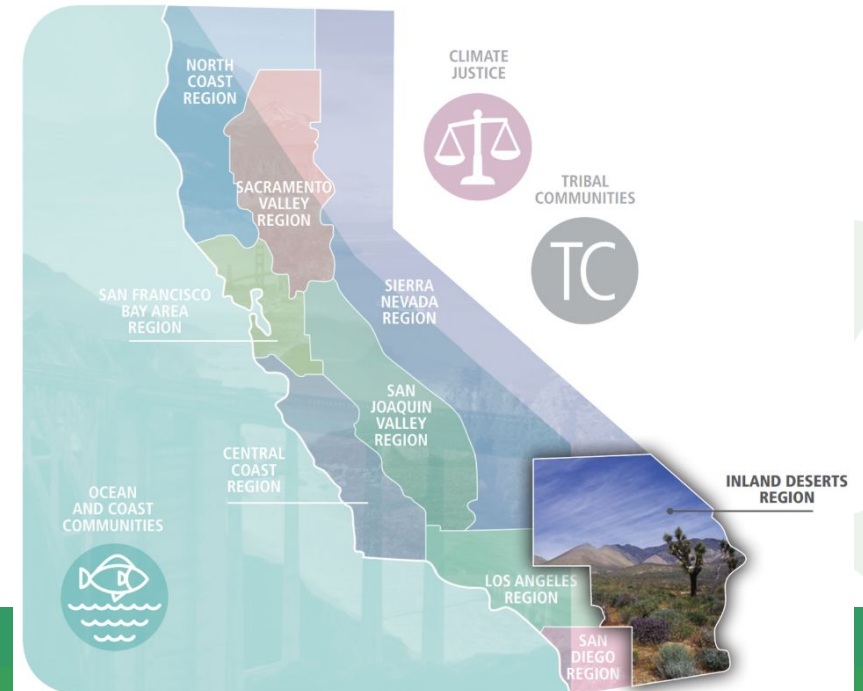 NORTH
COAST
REGION
CLIMATE
JUSTICE
SACRAMENTO
VALLEY
REGION
TRIBAL
COMMUNITIES
TC
SAN FRANCISCO
BAY AREA
REGION
SIERRA
NEVADA
REGION
SAN
JOAQUIN
VALLEY
REGION
CENTRAL
COAST
REGION
INLAND DESERTS
REGION
OCEAN
AND COAST
COMMUNITIES
LOS ANGELES
REGION
SAN
DIEGO
REGION